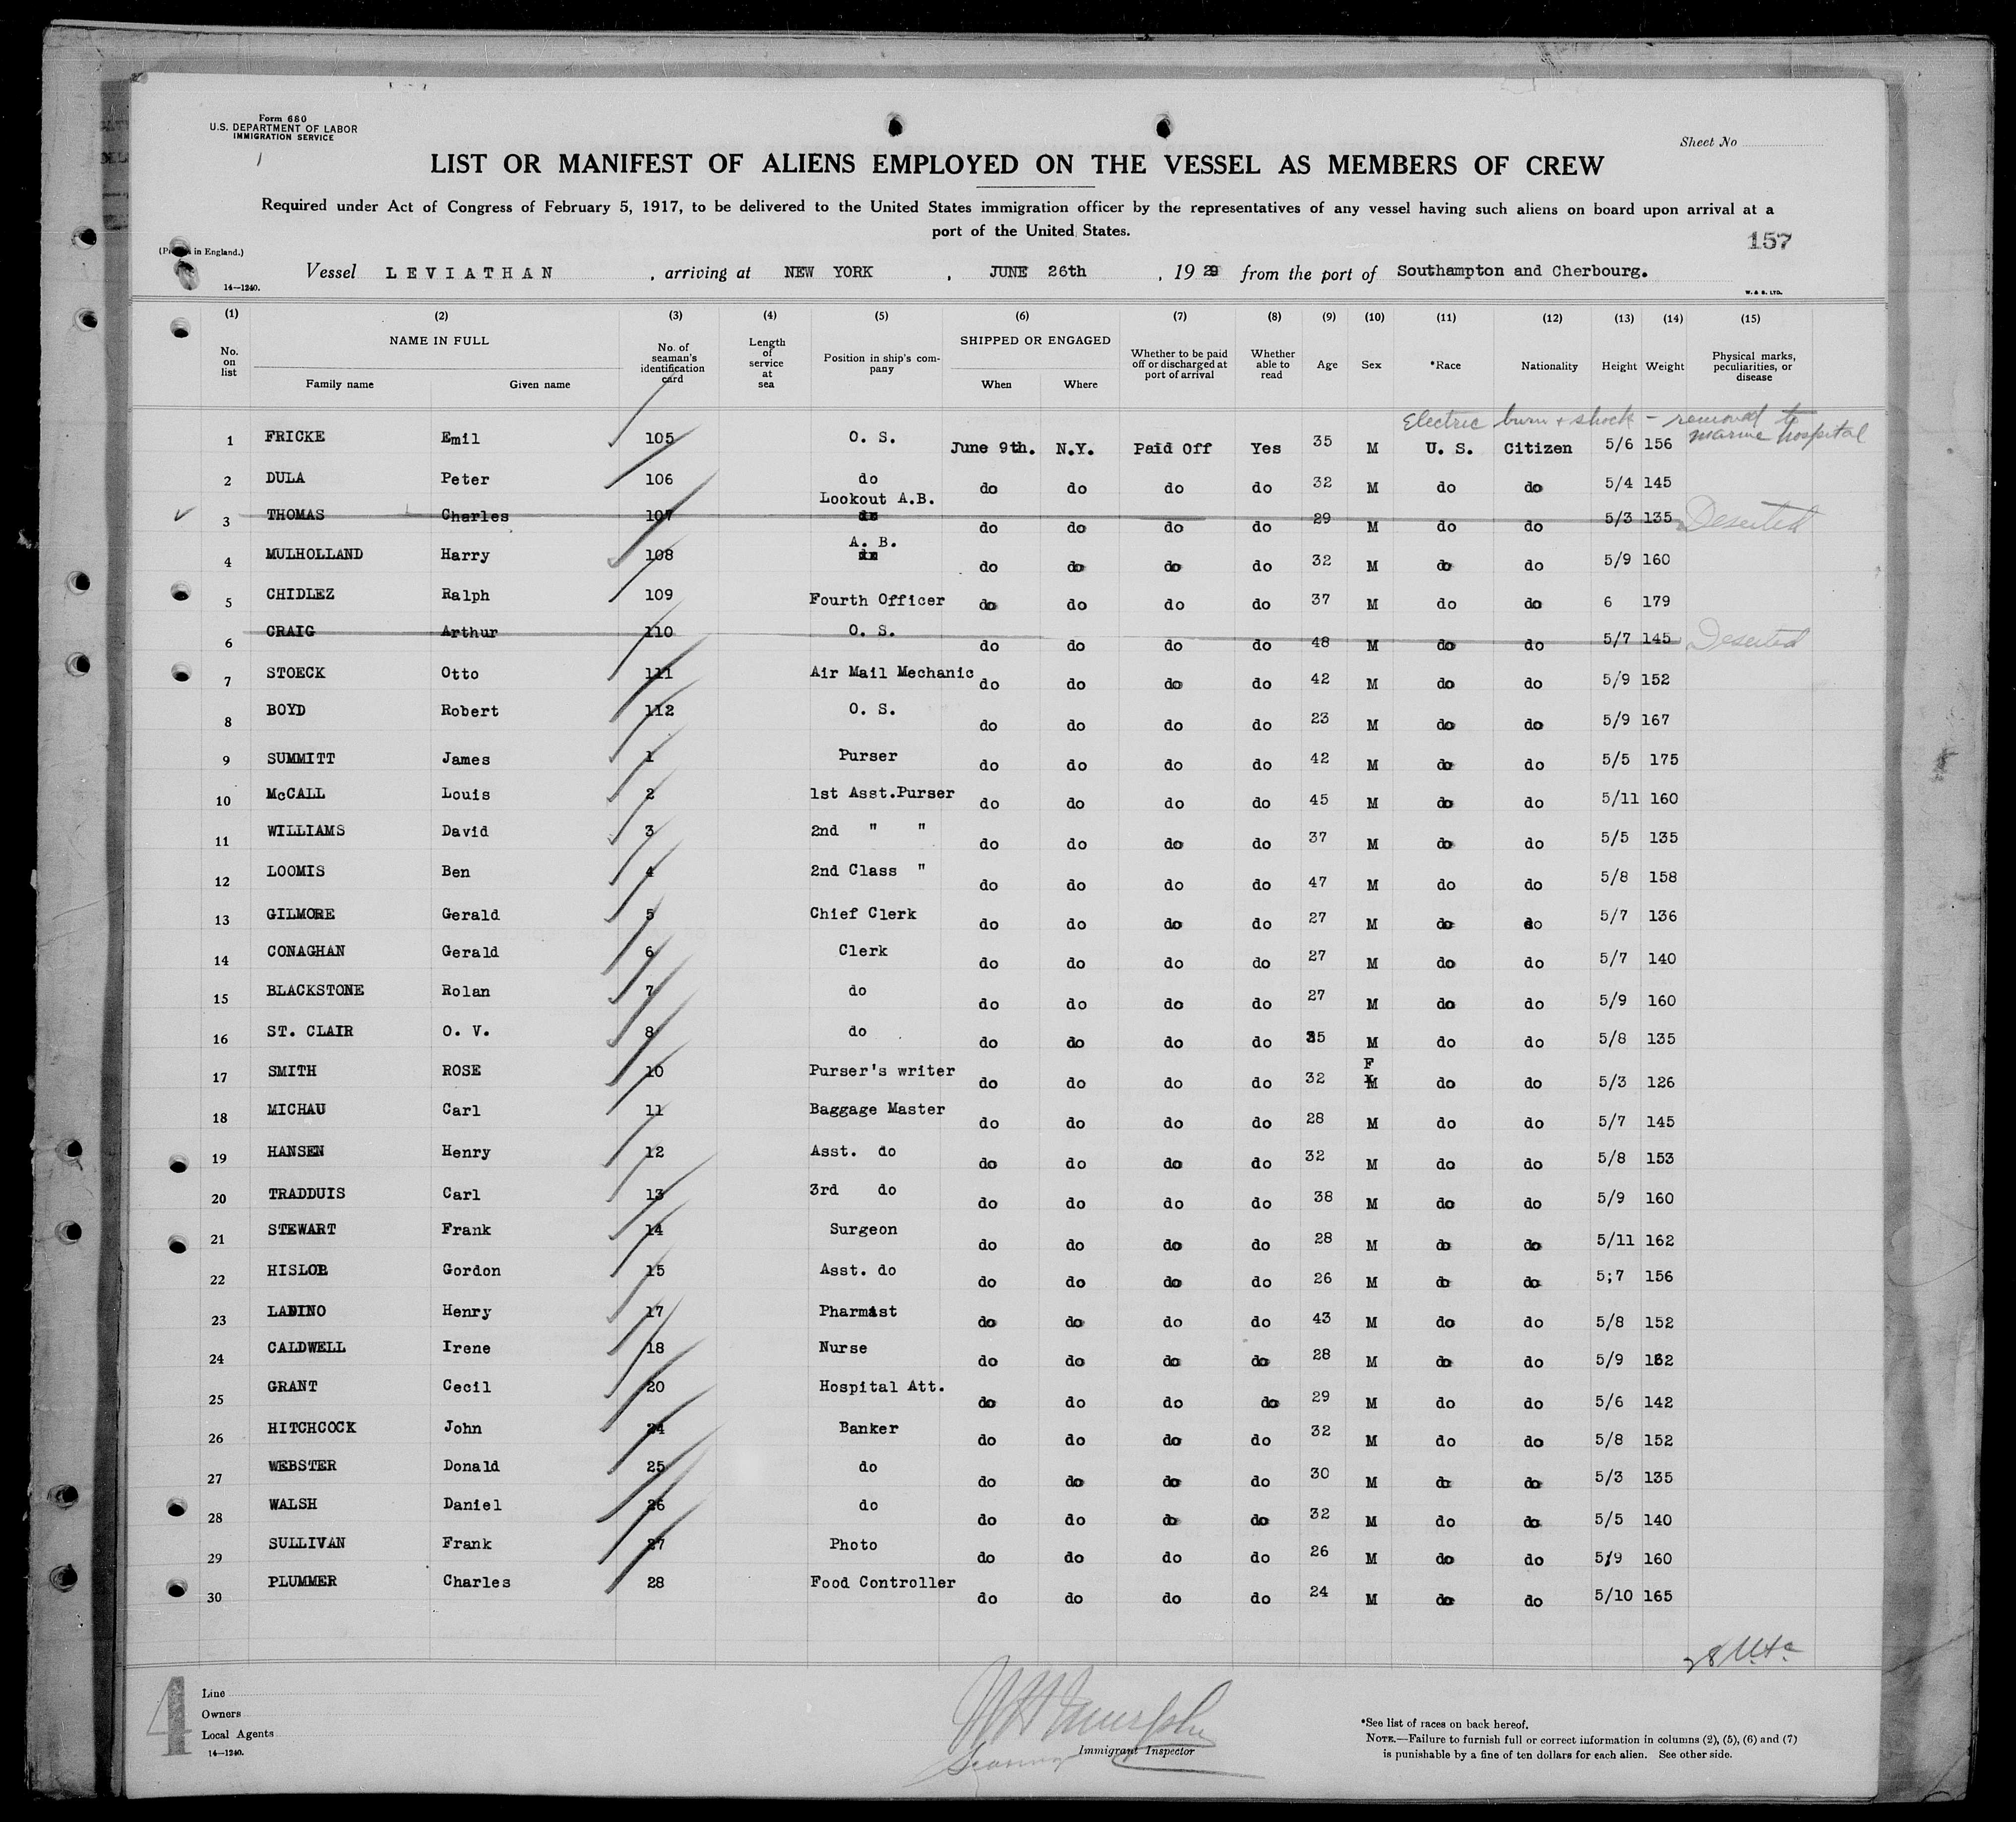 Form 680
U.S. DEPARTMENT OF LABOR
IMMIGRATION SERVICE
Sheet No
LIST OR MANIFEST OF ALIENS EMPLOYED ON THE VESSEL AS MEMBERS OF CREW
Required under Act of Congress of February 5, 1917, to be delivered to the United States immigration officer by the representatives of any vessel having such aliens on board upon arrival at a
port of the United States.
157
in England.)
Vessel LEVIATHAN , arriving at NEW YORK , JUNE 26th , 1929 from the port of Southampton and Cherbourg.
14—1240.
W. & S. LTD.
(1) (2) (3) (4) (5) (6) (7) (8) (9) (10) (11) (12) (13) (14) (15)
No. on list NAME IN FULL Family name Given name No. of seaman's identification card Length of service at sea Position in ship's company SHIPPED OR ENGAGED When Where Whether to be paid off or discharged at port of arrival Whether able to read Age Sex *Race Nationality Height Weight Physical marks, peculiarities, or disease
Electric burn + shock - removed to
marine hospital
1 FRICKE Emil 105 O. S. June 9th. N.Y. Paid Off Yes 35 M U. S. Citizen 5/6 156
2 DULA Peter 106 do do do do do 32 M do do 5/4 145
3 THOMAS Charles 107 Lookout A.B. do do do do 29 M do do 5/3 135 Deserted
4 MULHOLLAND Harry 108 A. B. do do do do 32 M do do 5/9 160
5 CHIDLEZ Ralph 109 Fourth Officer do do do do 37 M do do 6 179
6 CRAIG Arthur 110 O. S. do do do do 48 M do do 5/7 145 Deserted
7 STOECK Otto 111 Air Mail Mechanic do do do do 42 M do do 5/9 152
8 BOYD Robert 112 O. S. do do do do 23 M do do 5/9 167
9 SUMMITT James 1 Purser do do do do 42 M do do 5/5 175
10 McCALL Louis 2 1st Asst.Purser do do do do 45 M do do 5/11 160
11 WILLIAMS David 3 2nd " " do do do do 37 M do do 5/5 135
12 LOOMIS Ben 4 2nd Class " do do do do 47 M do do 5/8 158
13 GILMORE Gerald 5 Chief Clerk do do do do 27 M do do 5/7 136
14 CONAGHAN Gerald 6 Clerk do do do do 27 M do do 5/7 140
15 BLACKSTONE Rolan 7 do do do do do 27 M do do 5/9 160
16 ST. CLAIR O. V. 8 do do do do do 35 M do do 5/8 135
17 SMITH ROSE 10 Purser's writer do do do do 32 F do do 5/3 126
18 MICHAU Carl 11 Baggage Master do do do do 28 M do do 5/7 145
19 HANSEN Henry 12 Asst. do do do do do 32 M do do 5/8 153
20 TRADDUIS Carl 13 3rd do do do do do 38 M do do 5/9 160
21 STEWART Frank 14 Surgeon do do do do 28 M do do 5/11 162
22 HISLOP Gordon 15 Asst. do do do do do 26 M do do 5;7 156
23 LADINO Henry 17 Pharmist do do do do 43 M do do 5/8 152
24 CALDWELL Irene 18 Nurse do do do do 28 M do do 5/9 162
25 GRANT Cecil 20 Hospital Att. do do do do 29 M do do 5/6 142
26 HITCHCOCK John 24 Banker do do do do 32 M do do 5/8 152
27 WEBSTER Donald 25 do do do do do 30 M do do 5/3 135
28 WALSH Daniel 26 do do do do do 32 M do do 5/5 140
29 SULLIVAN Frank 27 Photo do do do do 26 M do do 5/9 160
30 PLUMMER Charles 28 Food Controller do do do do 24 M do do 5/10 165
4
Line
Owners
Local Agents
14—1240.
Immigrant Inspector
*See list of races on back hereof.
NOTE.—Failure to furnish full or correct information in columns (2), (5), (6) and (7)
is punishable by a fine of ten dollars for each alien. See other side.